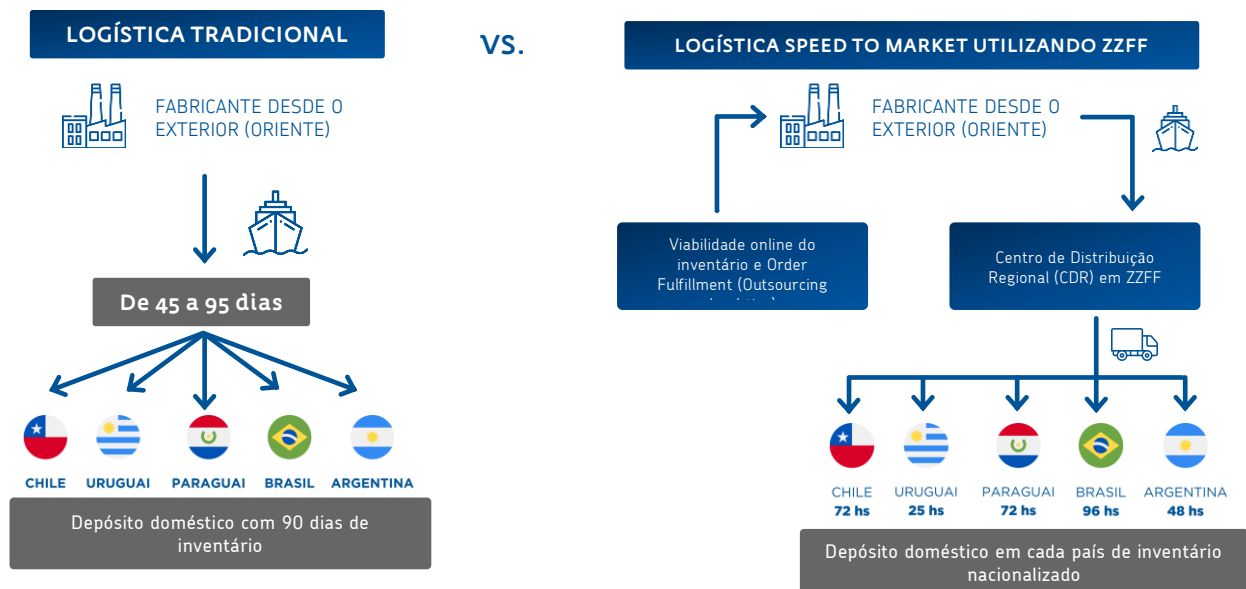 LOGÍSTICA TRADICIONAL
FABRICANTE DESDE O
EXTERIOR (ORIENTE)
De 45 a 95 dias
CHILE URUGUAI PARAGUAI BRASIL ARGENTINA
Depósito doméstico com 90 dias de
inventário
VS.
LOGÍSTICA SPEED TO MARKET UTILIZANDO ZZFF
FABRICANTE DESDE O
EXTERIOR (ORIENTE)
Viabilidade online do
inventário e Order
Fulfillment (Outsourcing
Centro de Distribuição
Regional (CDR) em ZZFF
CHILE URUGUAI PARAGUAI BRASIL ARGENTINA
72 hs 25 hs 72 hs 96 hs 48 hs
Depósito doméstico em cada país de inventário
nacionalizado